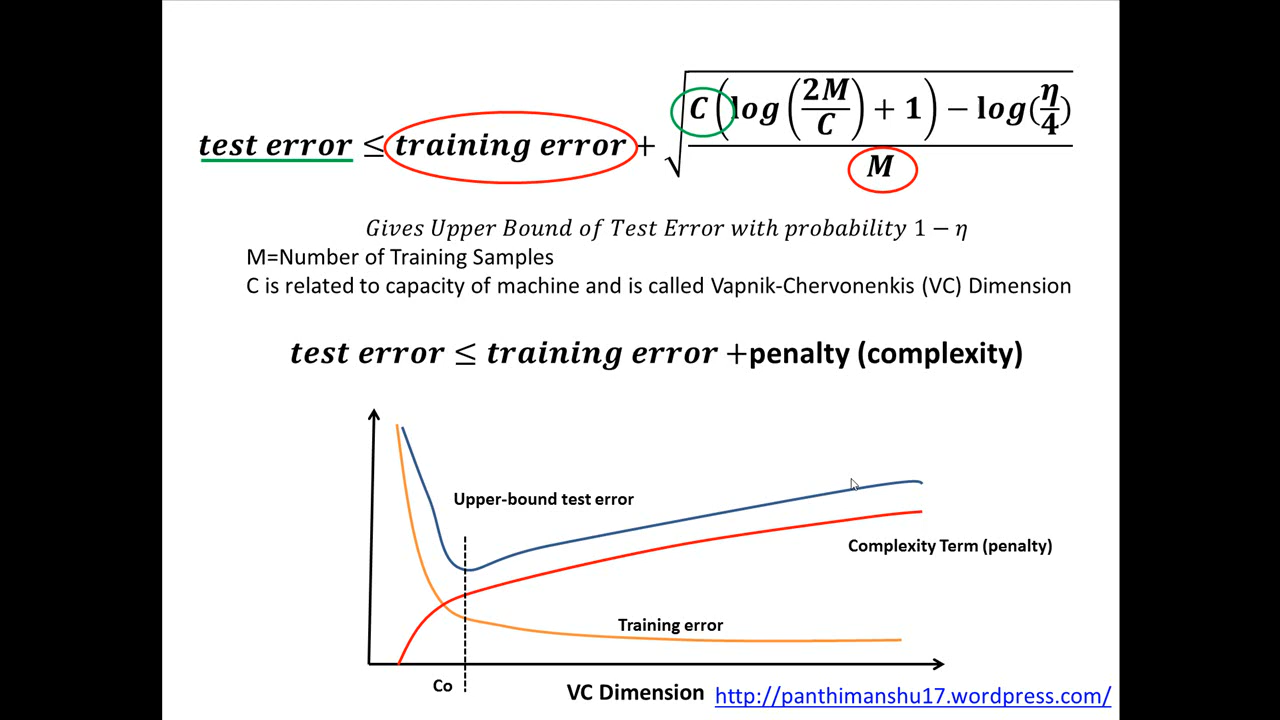 test error ≤ training error + √((C(log(2M/C) + 1) − log(η/4))/M)
Gives Upper Bound of Test Error with probability 1 − η
M=Number of Training Samples
C is related to capacity of machine and is called Vapnik-Chervonenkis (VC) Dimension
test error ≤ training error +penalty (complexity)
Upper-bound test error
Complexity Term (penalty)
Training error
Co
VC Dimension
http://panthimanshu17.wordpress.com/